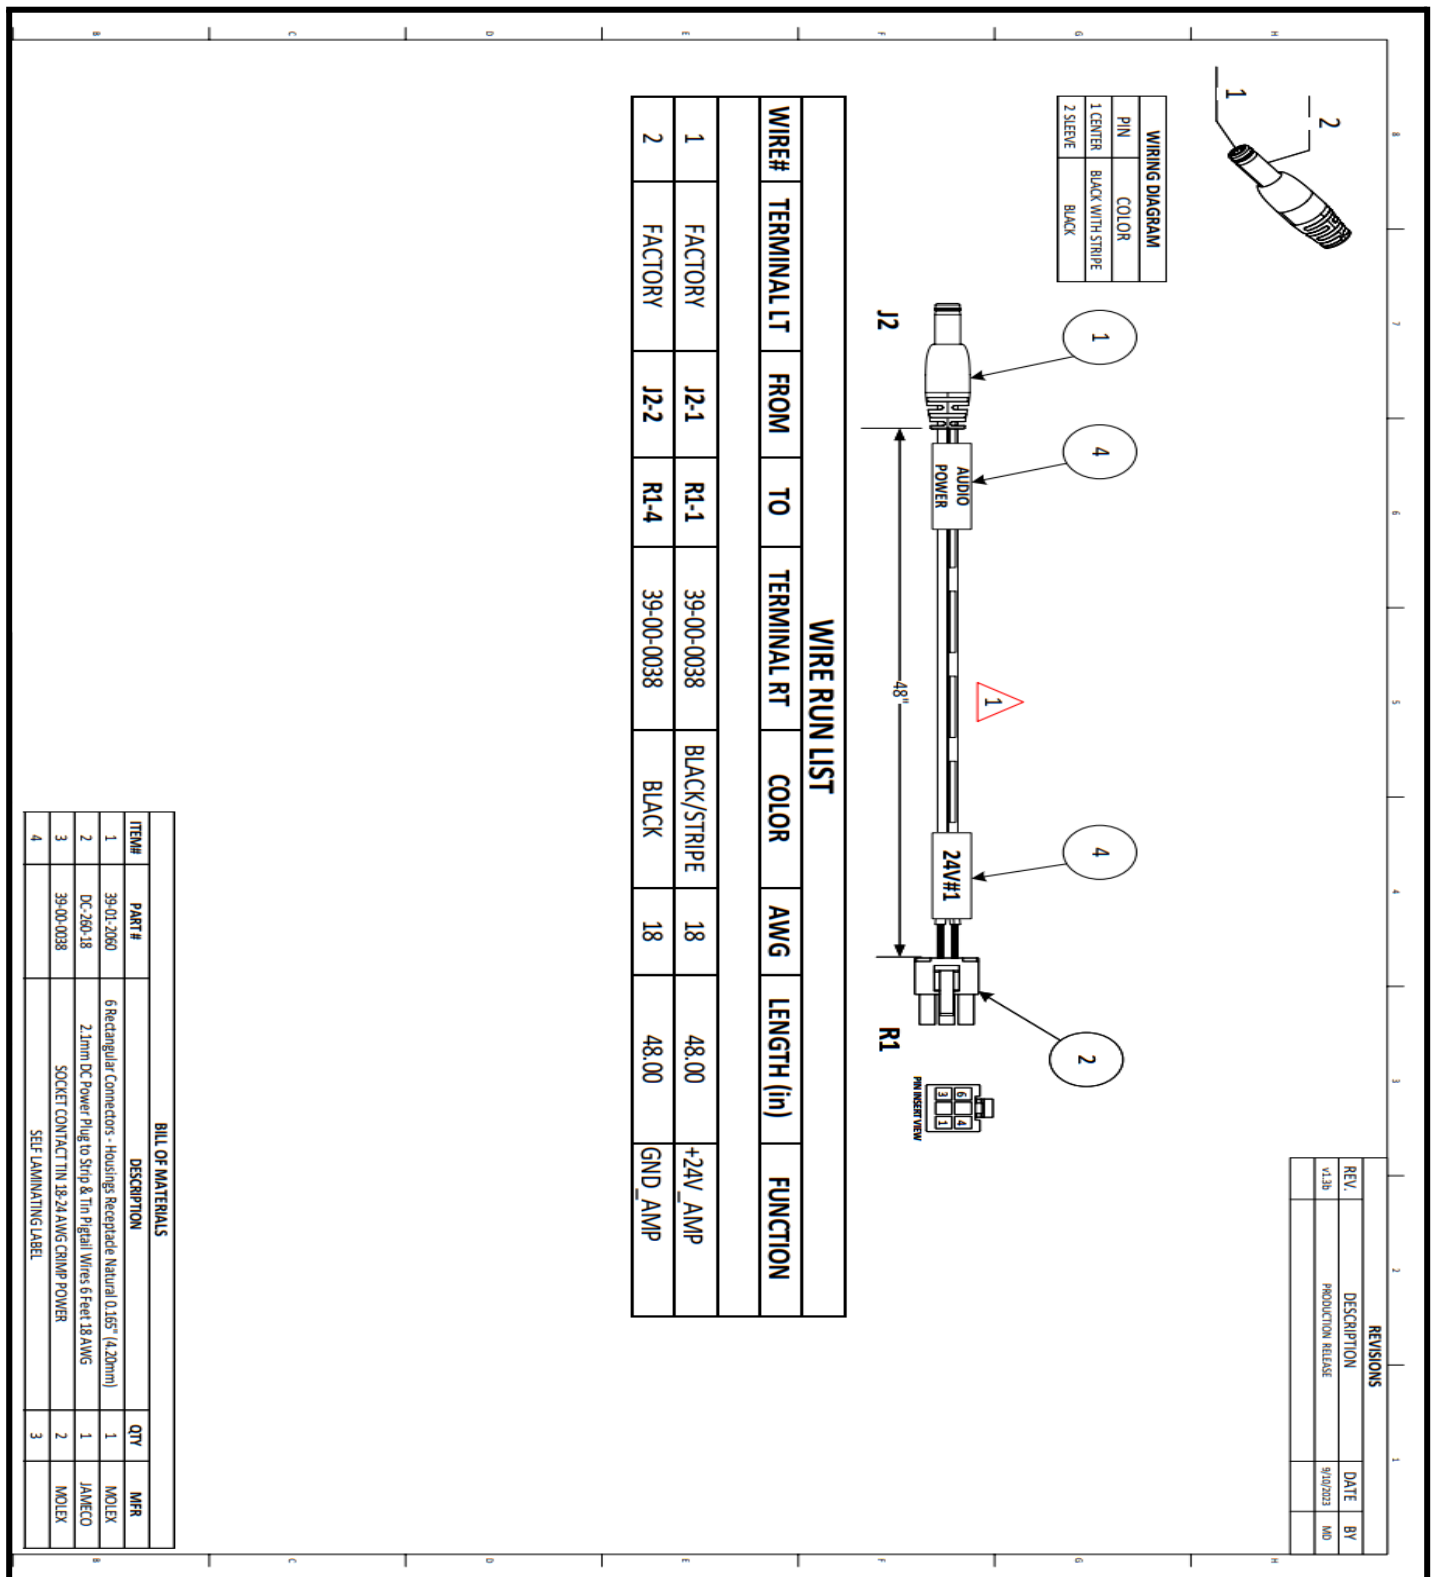 8 7 6 5 4 3 2 1
H
G
F
E
D
C
B
REVISIONS
REV. DESCRIPTION DATE BY
v1.3b PRODUCTION RELEASE 9/10/2023 MD
2
1
WIRING DIAGRAM
PIN COLOR
1 CENTER BLACK WITH STRIPE
2 SLEEVE BLACK
1 4 4 2
1
AUDIO
POWER
24V#1
48"
J2 R1
6 4
3 1
PIN INSERT VIEW
WIRE RUN LIST
WIRE# TERMINAL LT FROM TO TERMINAL RT COLOR AWG LENGTH (in) FUNCTION
1 FACTORY J2-1 R1-1 39-00-0038 BLACK/STRIPE 18 48.00 +24V_AMP
2 FACTORY J2-2 R1-4 39-00-0038 BLACK 18 48.00 GND_AMP
BILL OF MATERIALS
ITEM# PART # DESCRIPTION QTY MFR
1 39-01-2060 6 Rectangular Connectors - Housings Receptacle Natural 0.165" (4.20mm) 1 MOLEX
2 DC-260-18 2.1mm DC Power Plug to Strip & Tin Pigtail Wires 6 Feet 18 AWG 1 JAMECO
3 39-00-0038 SOCKET CONTACT TIN 18-24 AWG CRIMP POWER 2 MOLEX
4 SELF LAMINATING LABEL 3
H
G
F
E
D
C
B